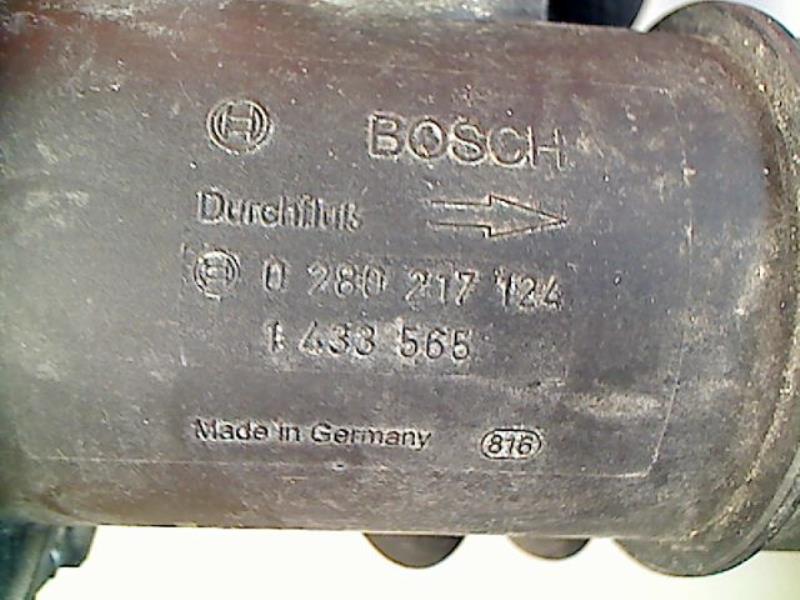 BOSCH
Durchfluß
0 280 217 124
1 433 565
Made in Germany 816